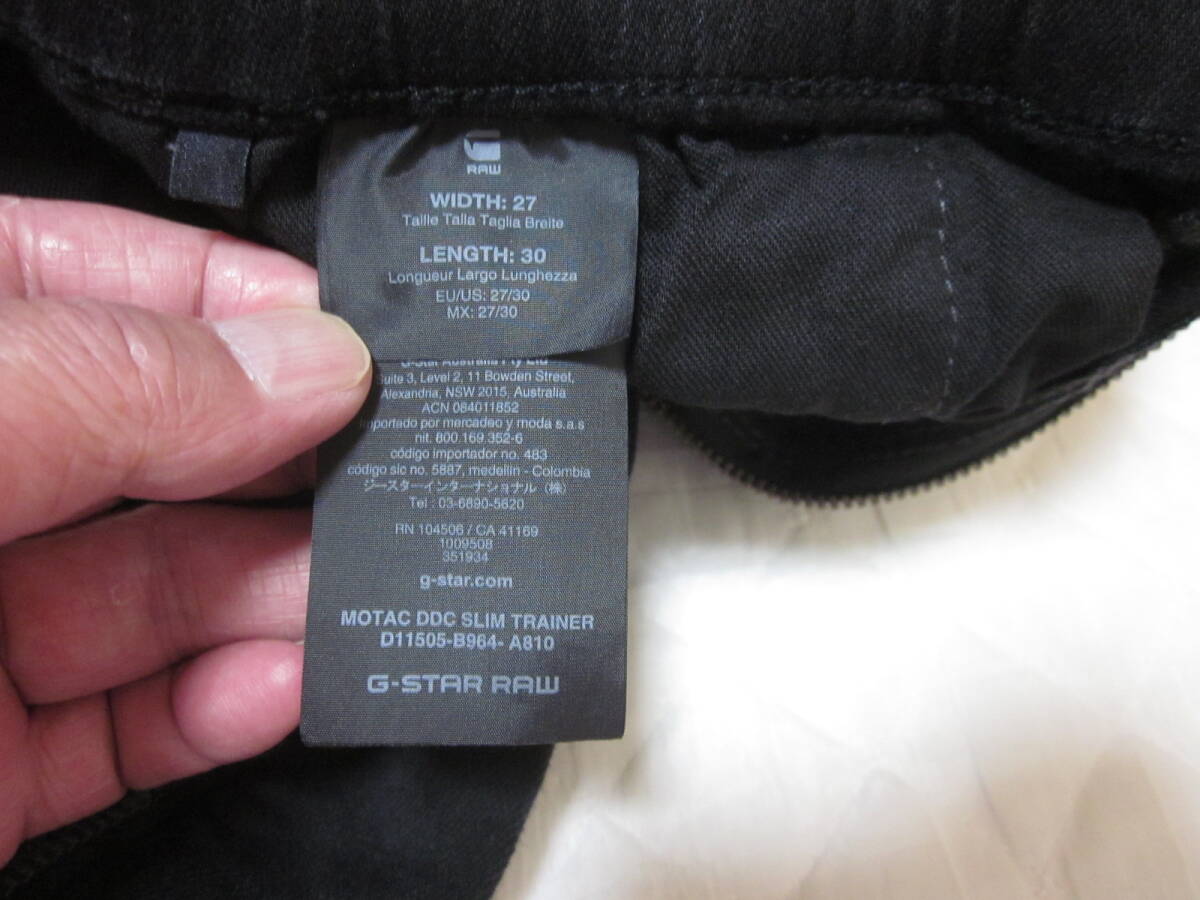 RAW
WIDTH: 27
Taille Talla Taglia Breite
LENGTH: 30
Longueur Largo Lunghezza
EU/US: 27/30
MX: 27/30
G-Star Australia Pty Ltd
Suite 3, Level 2, 11 Bowden Street,
Alexandria, NSW 2015, Australia
ACN 084011852
importado por mercadeo y moda s.a.s
nit. 800.169.352-6
código importador no. 483
código sic no. 5887, medellin - Colombia
ジースターインターナショナル（株）
Tel : 03-6890-5620
RN 104506 / CA 41169
1009508
351934
g-star.com
MOTAC DDC SLIM TRAINER
D11505-B964- A810
G-STAR RAW